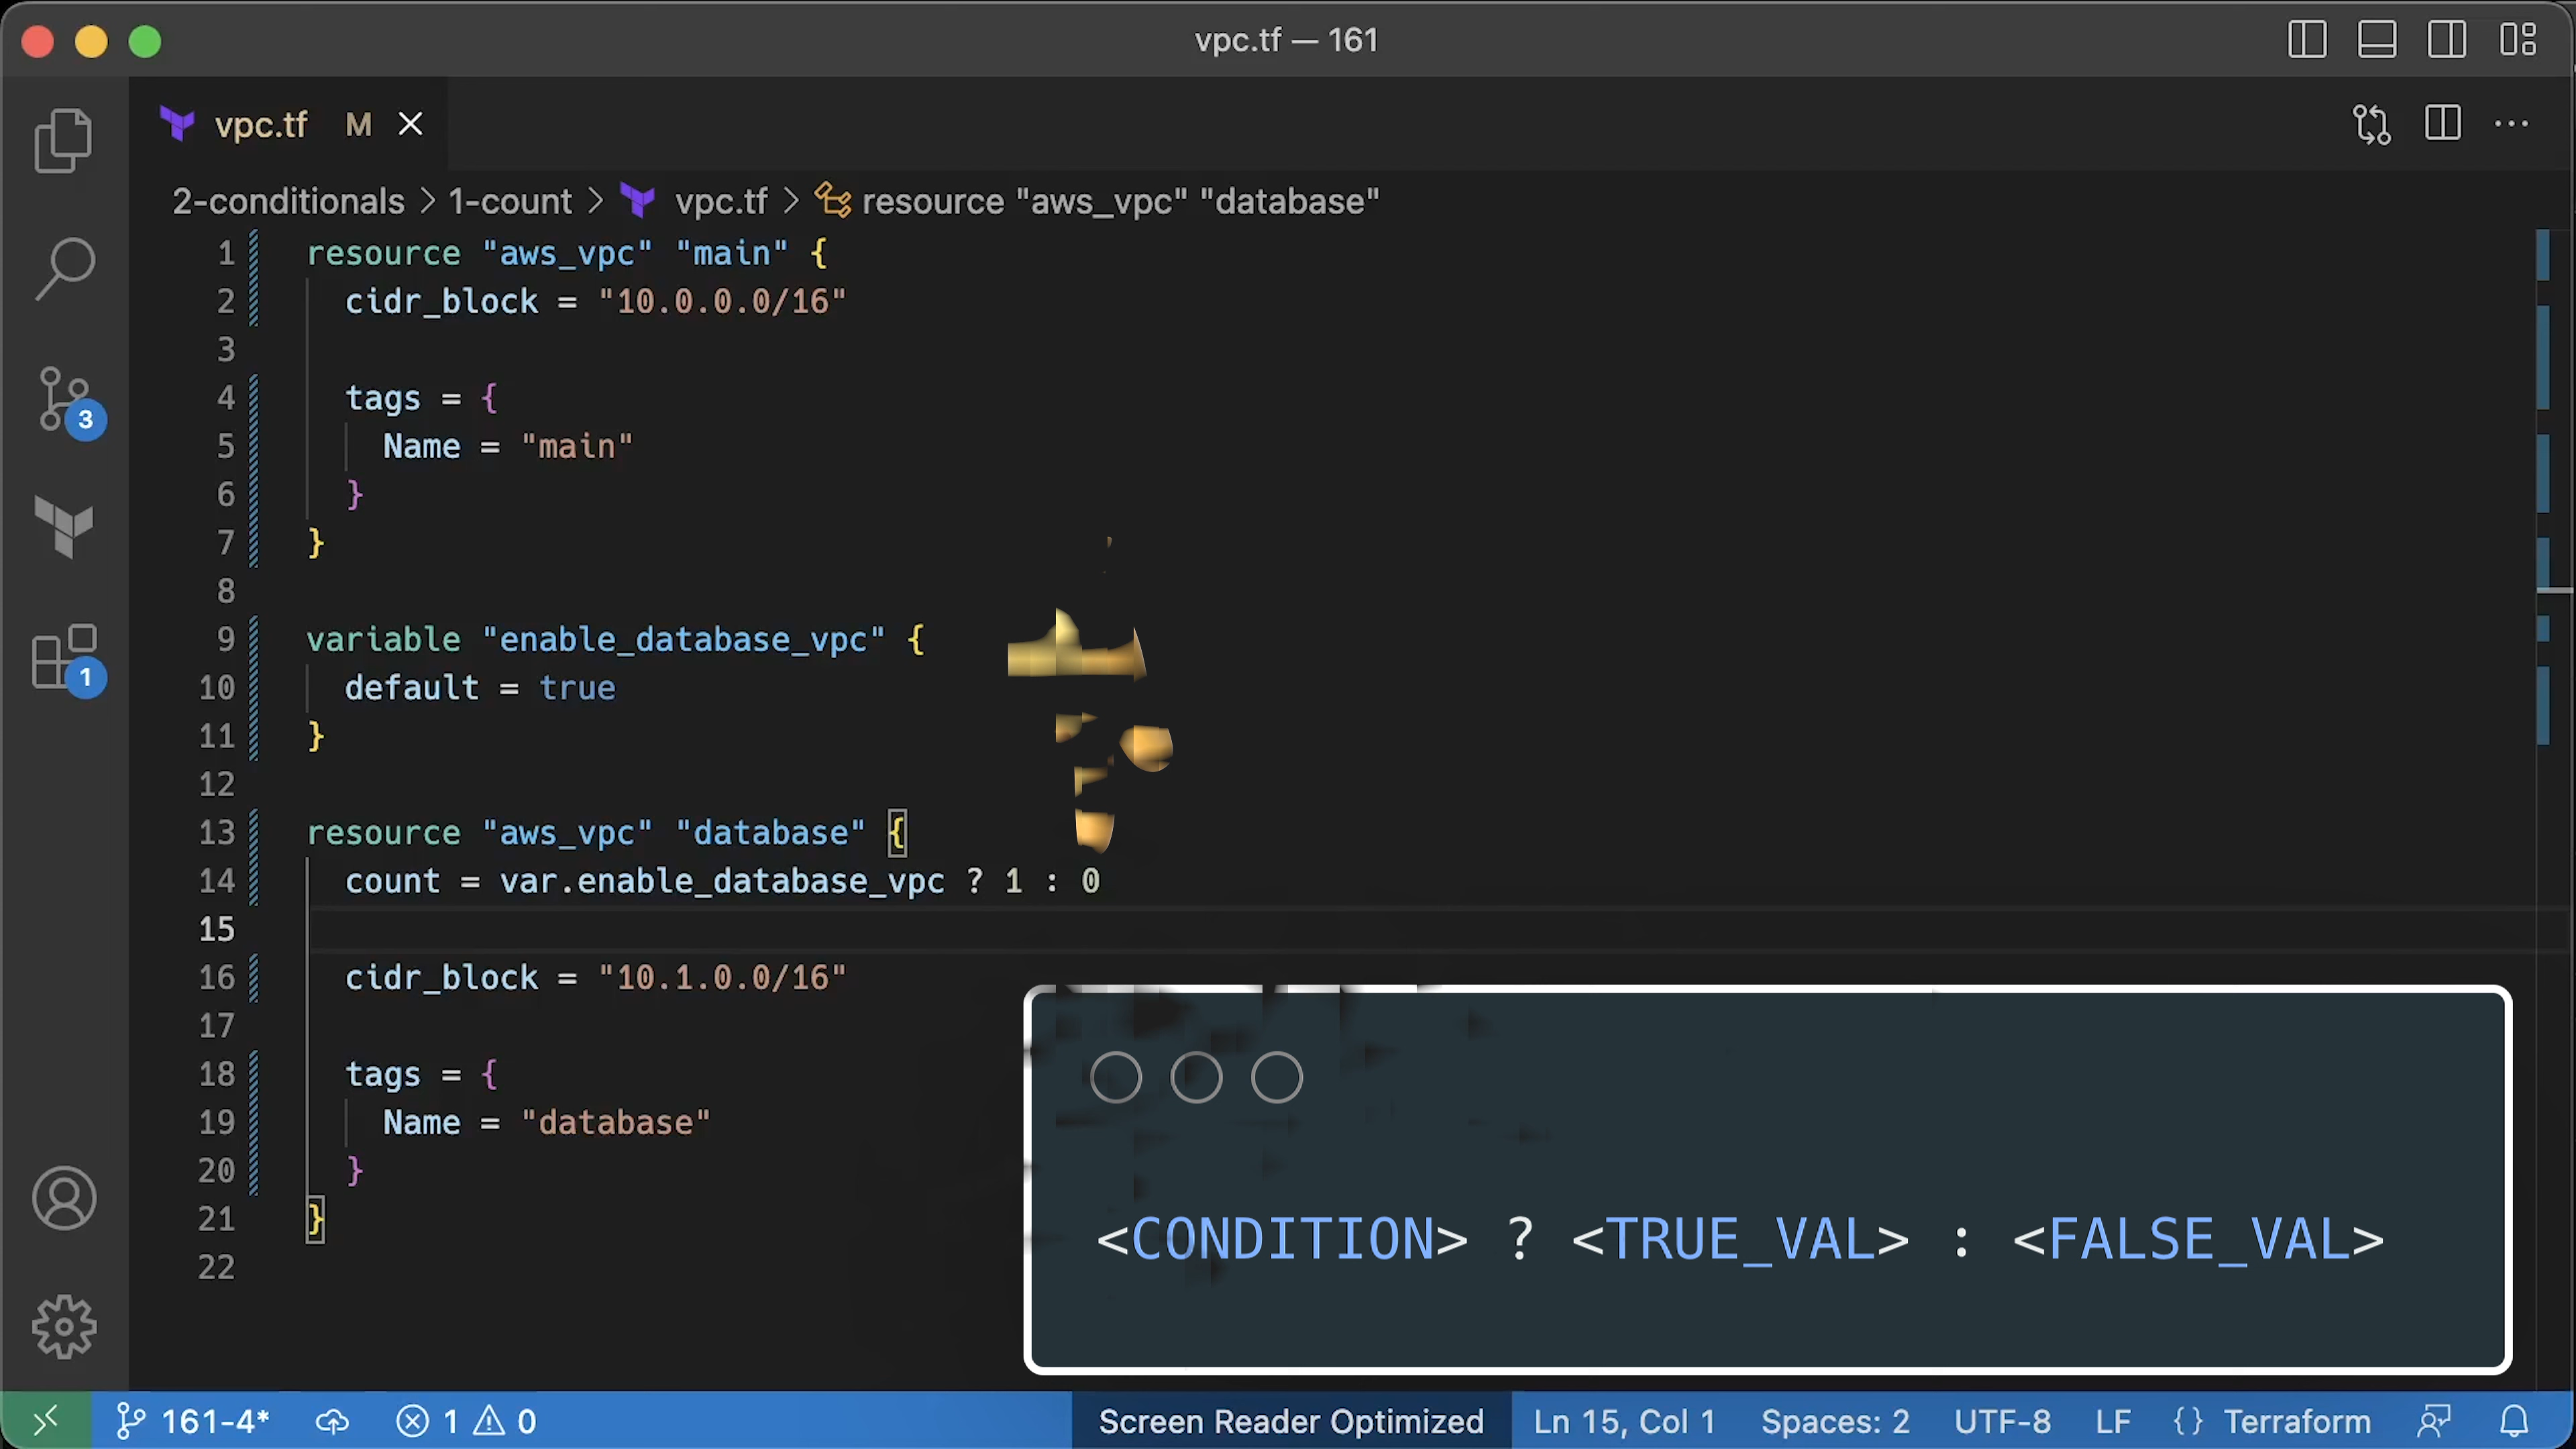 vpc.tf — 161
vpc.tf M
2-conditionals > 1-count > vpc.tf > resource "aws_vpc" "database"
1 resource "aws_vpc" "main" {
2 cidr_block = "10.0.0.0/16"
3
4 tags = {
5 Name = "main"
6 }
7 }
8
9 variable "enable_database_vpc" {
10 default = true
11 }
12
13 resource "aws_vpc" "database" {
14 count = var.enable_database_vpc ? 1 : 0
15
16 cidr_block = "10.1.0.0/16"
17
18 tags = {
19 Name = "database"
20 }
21 }
22
3
1
<CONDITION> ? <TRUE_VAL> : <FALSE_VAL>
161-4* 1 0 Screen Reader Optimized Ln 15, Col 1 Spaces: 2 UTF-8 LF {} Terraform